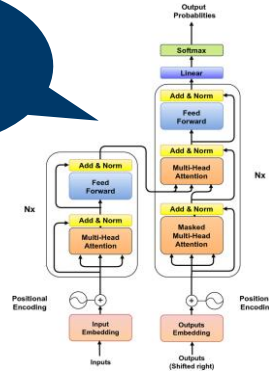 Output
Probabilities
Softmax
Linear
Add & Norm
Feed
Forward
Add & Norm
Multi-Head
Attention
Add & Norm
Masked
Multi-Head
Attention
Nx
Add & Norm
Feed
Forward
Add & Norm
Multi-Head
Attention
Nx
Positional
Encoding
Input
Embedding
Inputs
Outputs
Embedding
Outputs
(Shifted right)
Position
Encodin